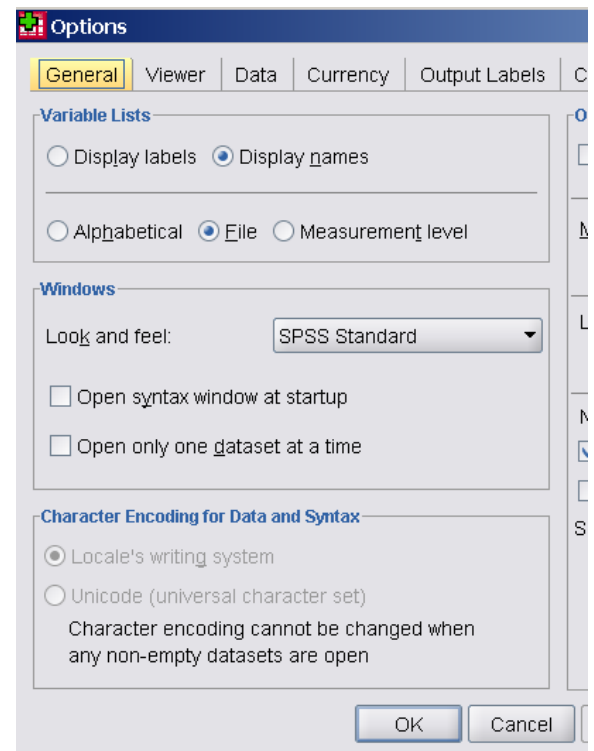 Options
General Viewer Data Currency Output Labels C
Variable Lists O
Display labels Display names
Alphabetical File Measurement level M
Windows
Look and feel: SPSS Standard L
Open syntax window at startup
Open only one dataset at a time N
Character Encoding for Data and Syntax
Locale's writing system S
Unicode (universal character set)
Character encoding cannot be changed when
any non-empty datasets are open
OK Cancel